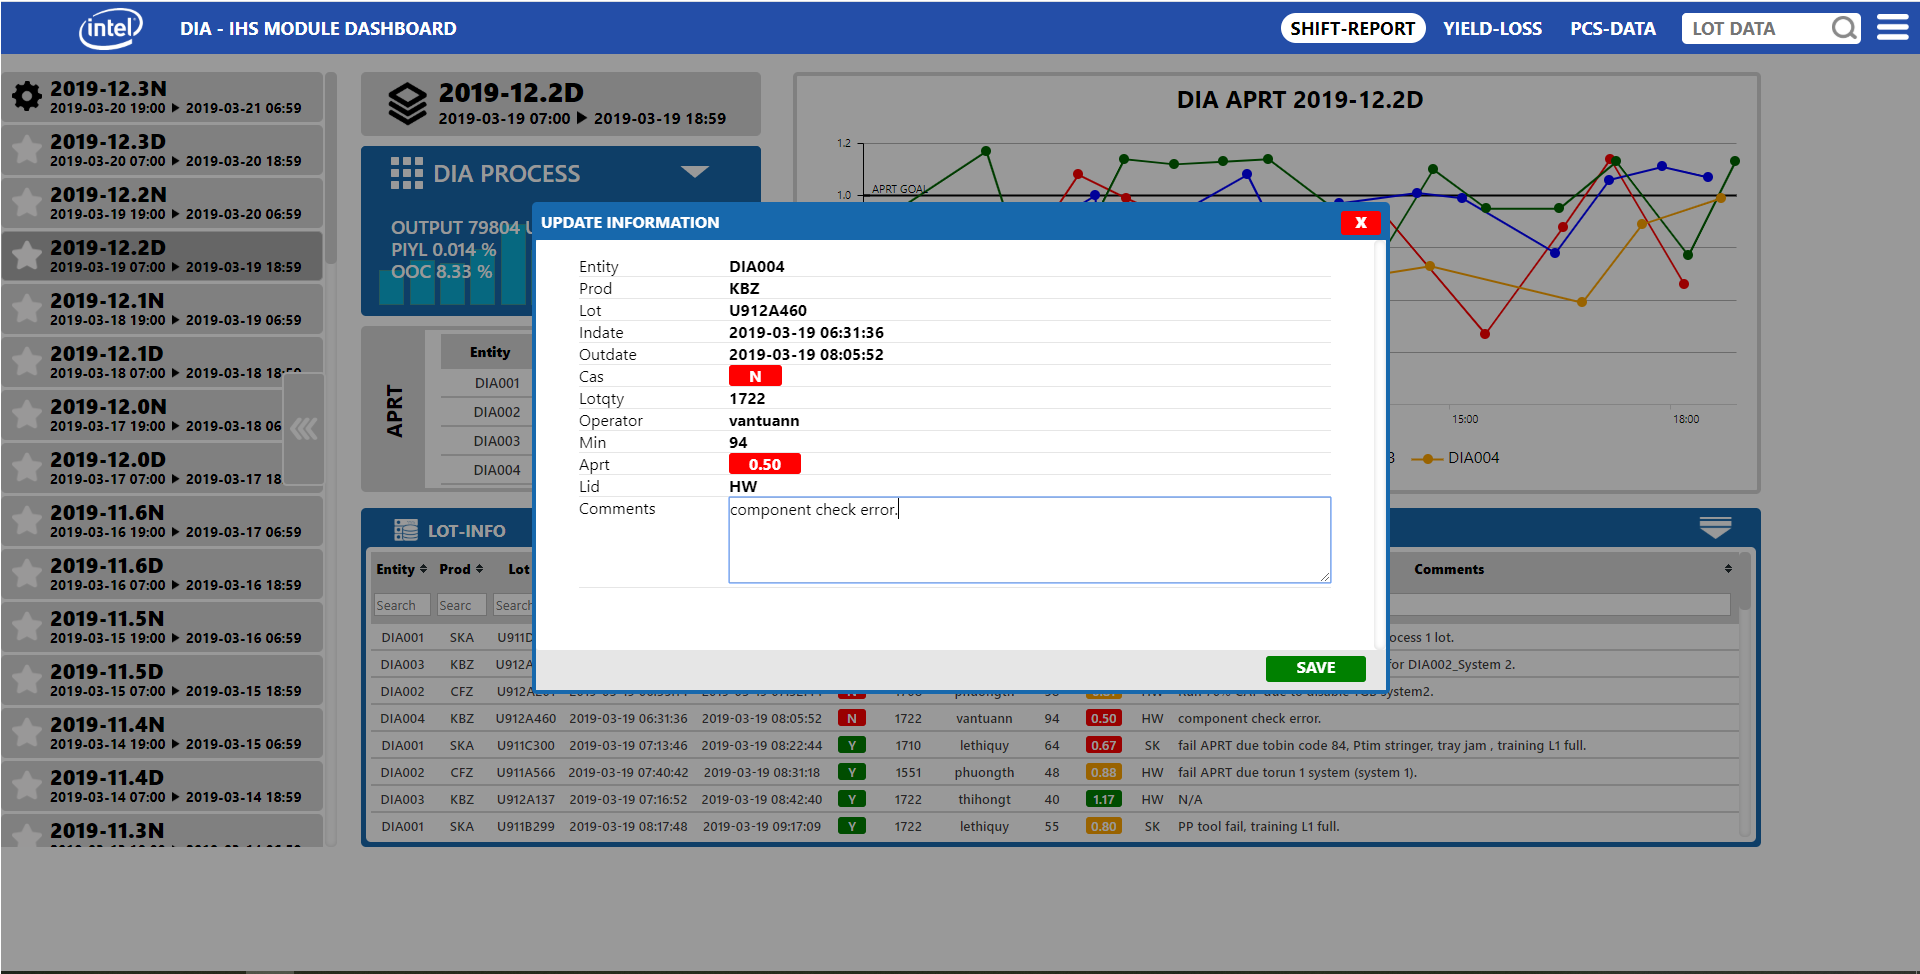 intel
DIA - IHS MODULE DASHBOARD
SHIFT-REPORT
YIELD-LOSS
PCS-DATA
LOT DATA
2019-12.3N
2019-03-20 19:00 ▶ 2019-03-21 06:59
2019-12.3D
2019-03-20 07:00 ▶ 2019-03-20 18:59
2019-12.2N
2019-03-19 19:00 ▶ 2019-03-20 06:59
2019-12.2D
2019-03-19 07:00 ▶ 2019-03-19 18:59
2019-12.1N
2019-03-18 19:00 ▶ 2019-03-19 06:59
2019-12.1D
2019-03-18 07:00 ▶ 2019-03-18 18:59
2019-12.0N
2019-03-17 19:00 ▶ 2019-03-18 06
2019-12.0D
2019-03-17 07:00 ▶ 2019-03-17 18
2019-11.6N
2019-03-16 19:00 ▶ 2019-03-17 06:59
2019-11.6D
2019-03-16 07:00 ▶ 2019-03-16 18:59
2019-11.5N
2019-03-15 19:00 ▶ 2019-03-16 06:59
2019-11.5D
2019-03-15 07:00 ▶ 2019-03-15 18:59
2019-11.4N
2019-03-14 19:00 ▶ 2019-03-15 06:59
2019-11.4D
2019-03-14 07:00 ▶ 2019-03-14 18:59
2019-11.3N
2019-12.2D
2019-03-19 07:00 ▶ 2019-03-19 18:59
DIA PROCESS
OUTPUT 79804 U
PIYL 0.014 %
OOC 8.33 %
APRT
Entity
DIA001
DIA002
DIA003
DIA004
DIA APRT 2019-12.2D
1.2
1.0
APRT GOAL
15:00
18:00
3
DIA004
UPDATE INFORMATION
X
Entity DIA004
Prod KBZ
Lot U912A460
Indate 2019-03-19 06:31:36
Outdate 2019-03-19 08:05:52
Cas N
Lotqty 1722
Operator vantuann
Min 94
Aprt 0.50
Lid HW
Comments component check error.
SAVE
LOT-INFO
Entity Prod Lot Comments
Search Searc Search
DIA001 SKA U911D ocess 1 lot.
DIA003 KBZ U912A for DIA002_System 2.
DIA002 CFZ ystem2.
DIA004 KBZ U912A460 2019-03-19 06:31:36 2019-03-19 08:05:52 N 1722 vantuann 94 0.50 HW component check error.
DIA001 SKA U911C300 2019-03-19 07:13:46 2019-03-19 08:22:44 Y 1710 lethiquy 64 0.67 SK fail APRT due tobin code 84, Ptim stringer, tray jam , training L1 full.
DIA002 CFZ U911A566 2019-03-19 07:40:42 2019-03-19 08:31:18 Y 1551 phuongth 48 0.88 HW fail APRT due torun 1 system (system 1).
DIA003 KBZ U912A137 2019-03-19 07:16:52 2019-03-19 08:42:40 Y 1722 thihongt 40 1.17 HW N/A
DIA001 SKA U911B299 2019-03-19 08:17:48 2019-03-19 09:17:09 Y 1722 lethiquy 55 0.80 SK PP tool fail, training L1 full.